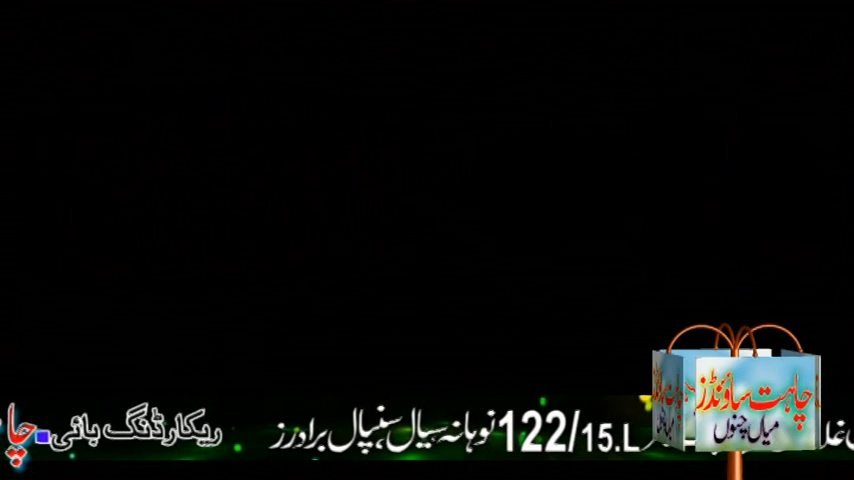 چاہت ساؤنڈز
میاں چنوں
122/15.L نوہانہ سیال سنپال برادرز
ریکارڈنگ بائی